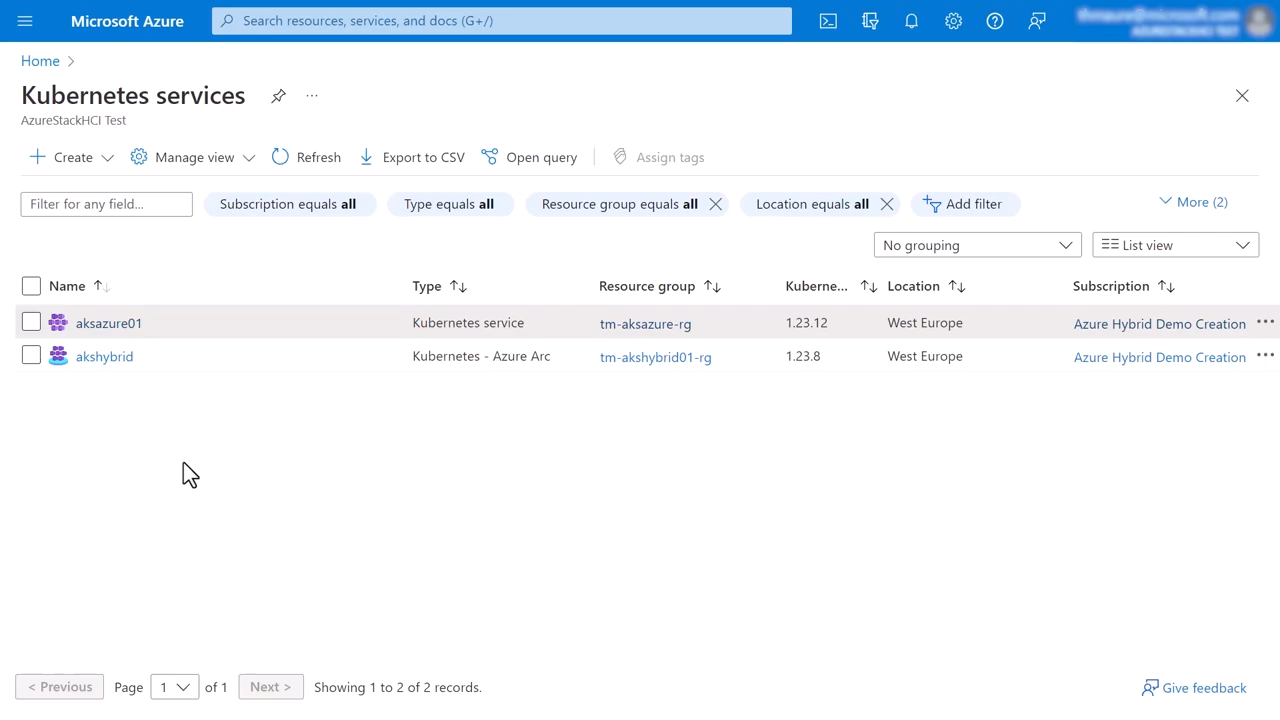 Microsoft Azure
Search resources, services, and docs (G+/)
Home
Kubernetes services
AzureStackHCI Test
Create
Manage view
Refresh
Export to CSV
Open query
Assign tags
Filter for any field...
Subscription equals all
Type equals all
Resource group equals all
Location equals all
Add filter
More (2)
No grouping
List view
Name Type Resource group Kuberne... Location Subscription
aksazure01 Kubernetes service tm-aksazure-rg 1.23.12 West Europe Azure Hybrid Demo Creation
akshybrid Kubernetes - Azure Arc tm-akshybrid01-rg 1.23.8 West Europe Azure Hybrid Demo Creation
< Previous Page 1 of 1 Next > Showing 1 to 2 of 2 records.
Give feedback